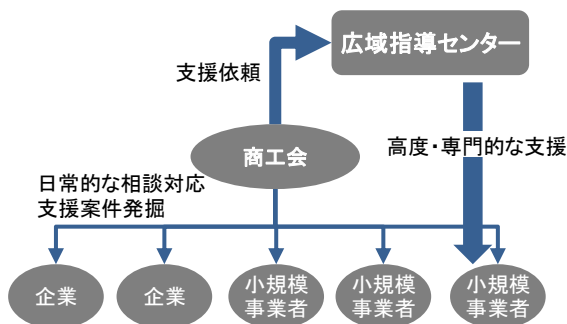 広域指導センター
支援依頼
商工会
高度・専門的な支援
日常的な相談対応
支援案件発掘
企業
企業
小規模
事業者
小規模
事業者
小規模
事業者